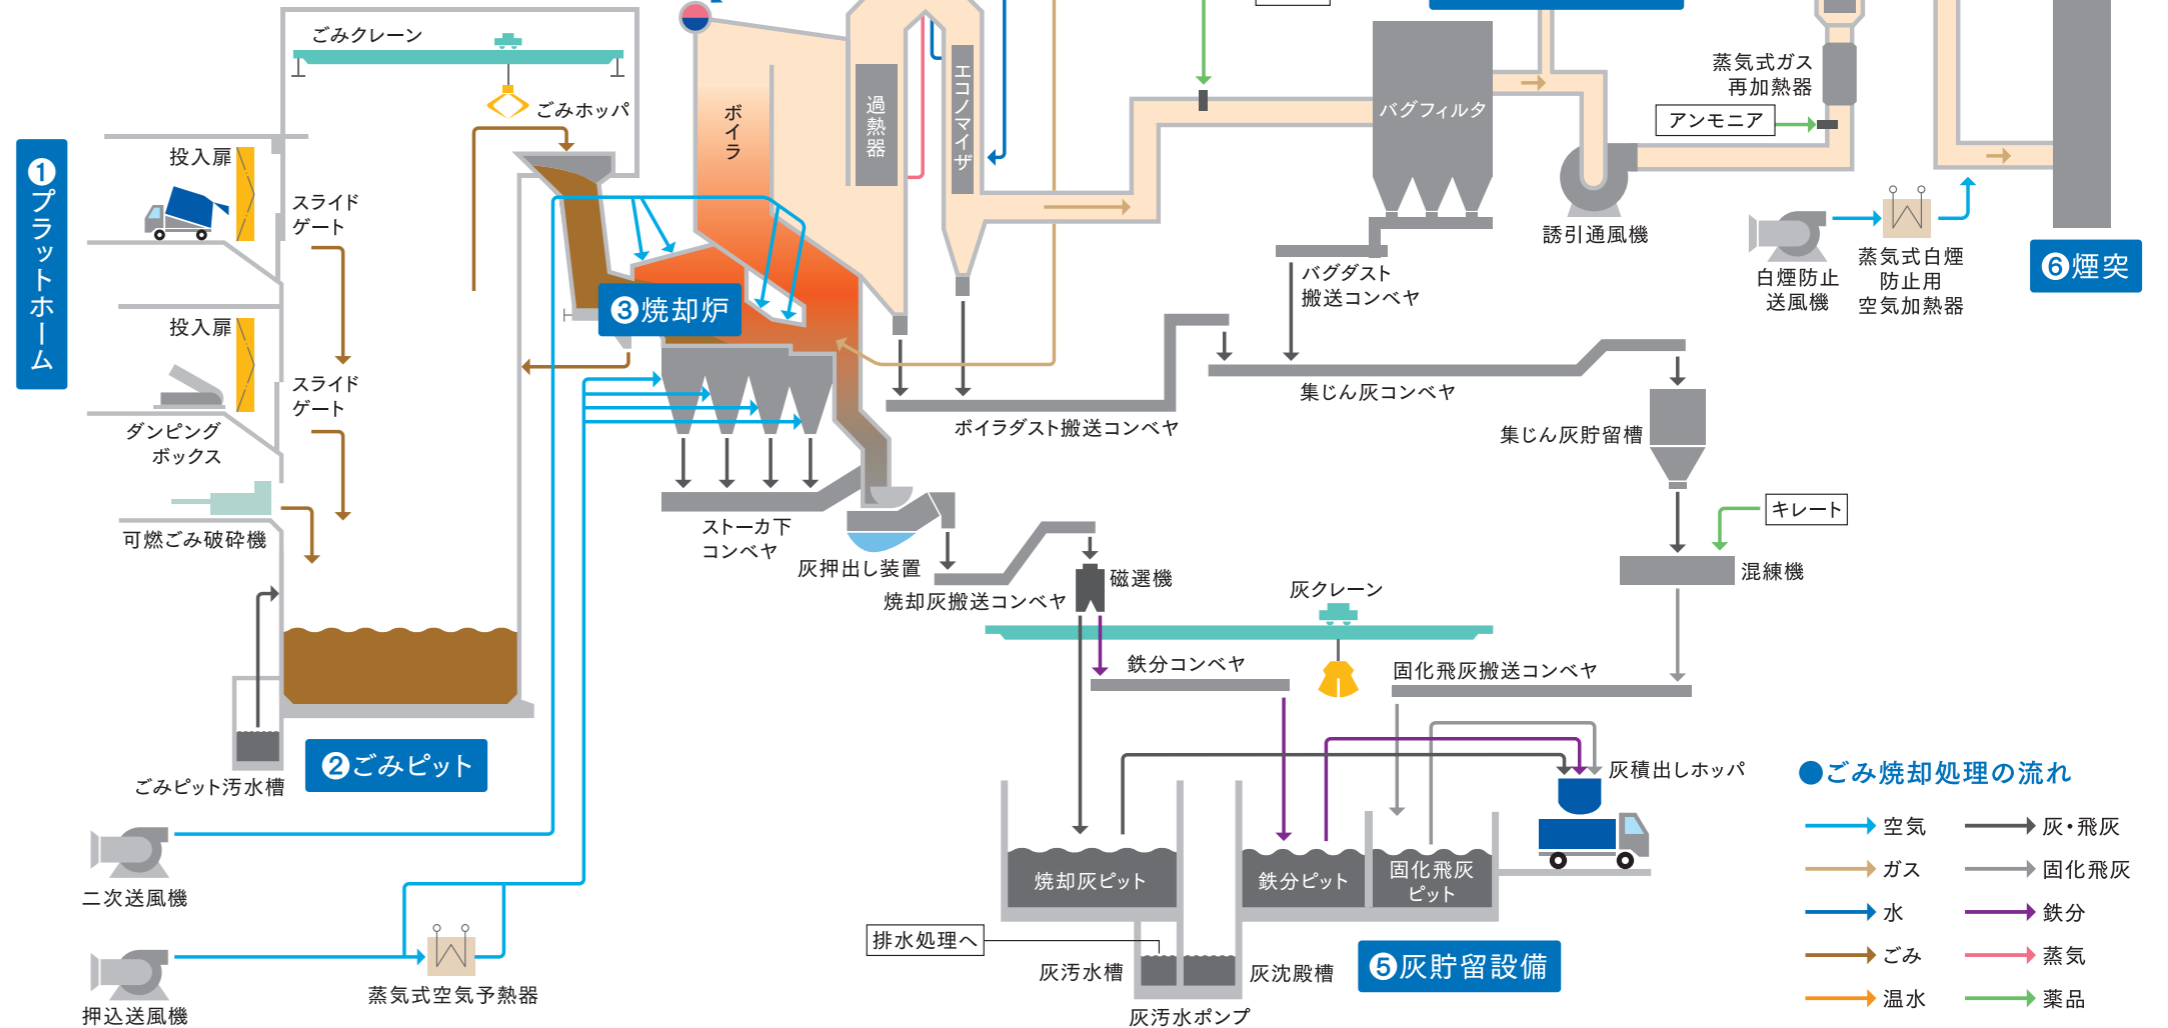 ごみクレーン
ごみホッパ
❶プラットホーム
投入扉
スライド
ゲート
投入扉
スライド
ゲート
ダンピング
ボックス
可燃ごみ破砕機
ごみピット汚水槽
❷ごみピット
二次送風機
押込送風機
蒸気式空気予熱器
ボイラ
過熱器
エコノマイザ
❸焼却炉
ストーカ下
コンベヤ
灰押出し装置
焼却灰搬送コンベヤ
ボイラダスト搬送コンベヤ
バグフィルタ
バグダスト
搬送コンベヤ
集じん灰コンベヤ
誘引通風機
蒸気式ガス
再加熱器
アンモニア
白煙防止
送風機
蒸気式白煙
防止用
空気加熱器
❻煙突
集じん灰貯留槽
キレート
混練機
磁選機
灰クレーン
鉄分コンベヤ
固化飛灰搬送コンベヤ
灰積出しホッパ
焼却灰ピット
鉄分ピット
固化飛灰
ピット
排水処理へ
灰汚水槽
灰沈殿槽
灰汚水ポンプ
❺灰貯留設備
●ごみ焼却処理の流れ
空気
灰・飛灰
ガス
固化飛灰
水
鉄分
ごみ
蒸気
温水
薬品